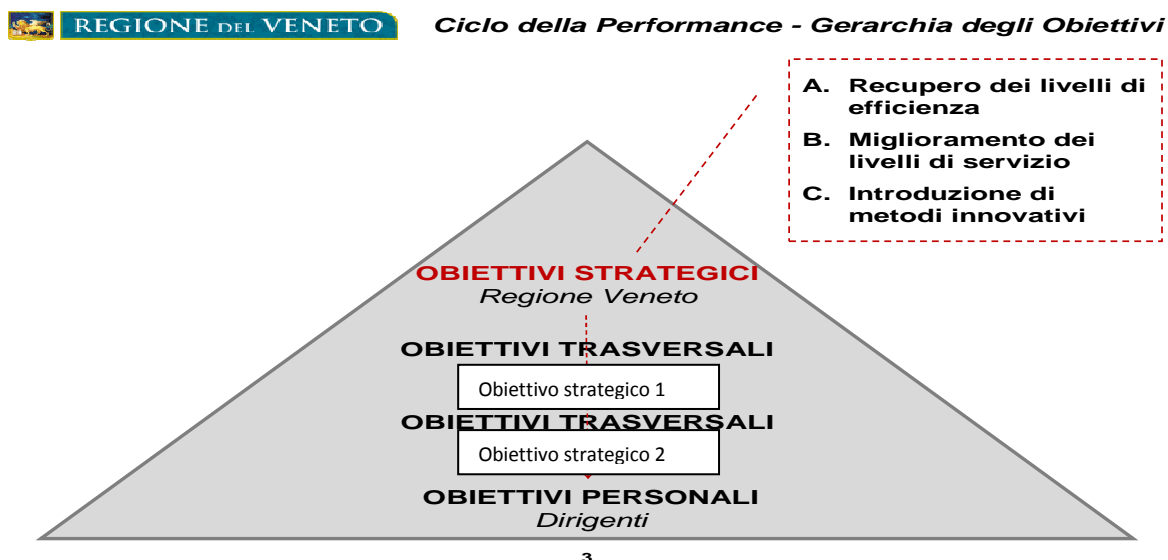 REGIONE DEL VENETO
Ciclo della Performance - Gerarchia degli Obiettivi
A. Recupero dei livelli di
efficienza
B. Miglioramento dei
livelli di servizio
C. Introduzione di
metodi innovativi
OBIETTIVI STRATEGICI
Regione Veneto
OBIETTIVI TRASVERSALI
Obiettivo strategico 1
OBIETTIVI TRASVERSALI
Obiettivo strategico 2
OBIETTIVI PERSONALI
Dirigenti
3